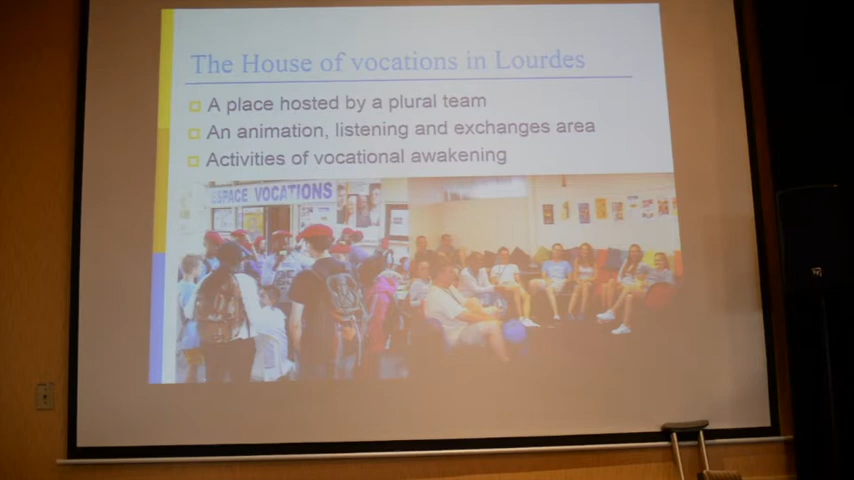 The House of vocations in Lourdes
A place hosted by a plural team
An animation, listening and exchanges area
Activities of vocational awakening
ESPACE VOCATIONS